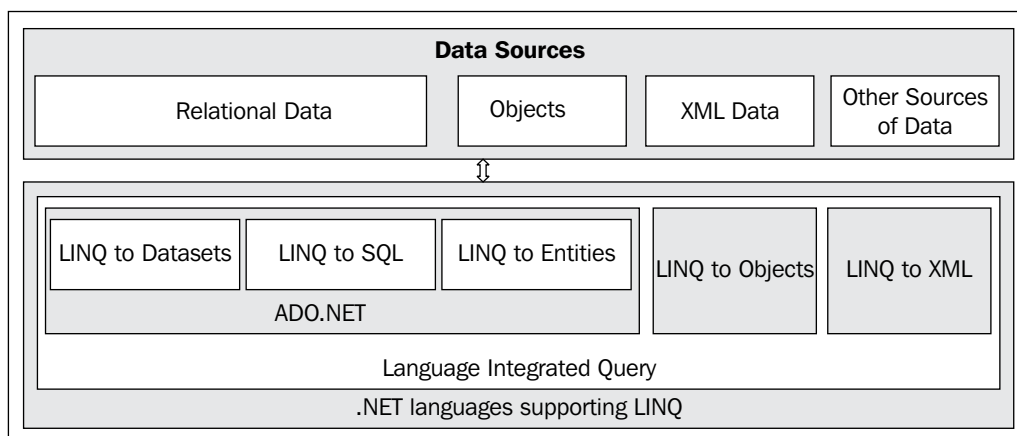 Data Sources
Relational Data
Objects
XML Data
Other Sources
of Data
LINQ to Datasets
LINQ to SQL
LINQ to Entities
ADO.NET
LINQ to Objects
LINQ to XML
Language Integrated Query
.NET languages supporting LINQ